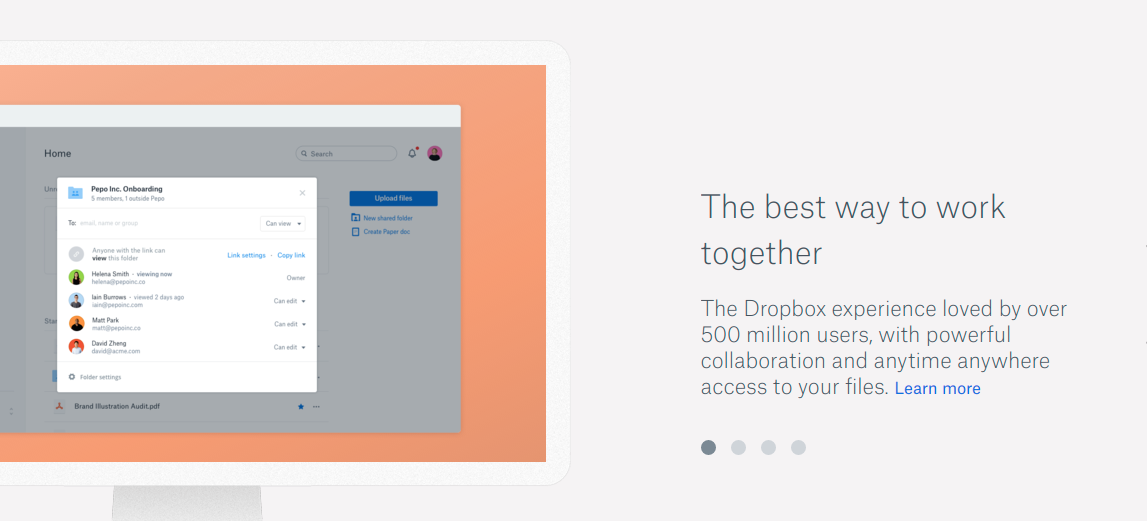 Home
Search
Pepo Inc. Onboarding
5 members, 1 outside Pepo
Upload files
To: email, name or group
Can view
New shared folder
Create Paper doc
Anyone with the link can
view this folder
Link settings · Copy link
Helena Smith · viewing now
helena@pepoinc.co
Owner
Iain Burrows · viewed 2 days ago
iain@pepoinc.com
Can edit
Matt Park
matt@pepoinc.co
Can edit
David Zheng
david@acme.com
Can edit
Folder settings
Brand Illustration Audit.pdf
The best way to work
together
The Dropbox experience loved by over
500 million users, with powerful
collaboration and anytime anywhere
access to your files. Learn more